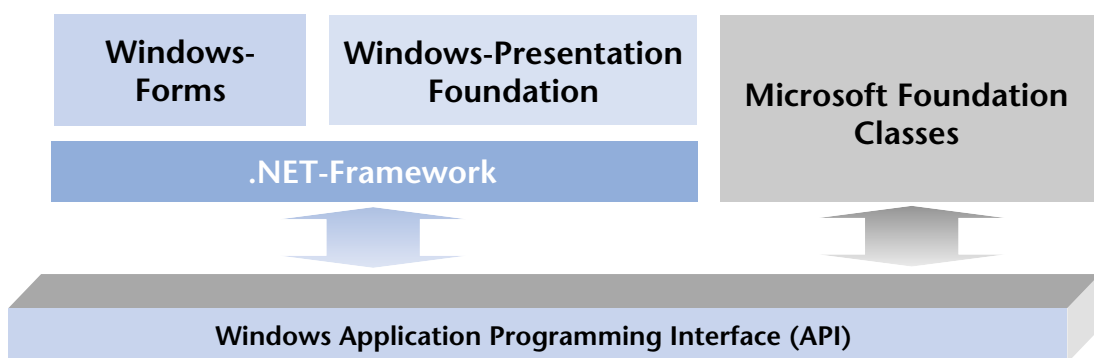 Windows-
Forms
Windows-Presentation
Foundation
Microsoft Foundation
Classes
.NET-Framework
Windows Application Programming Interface (API)